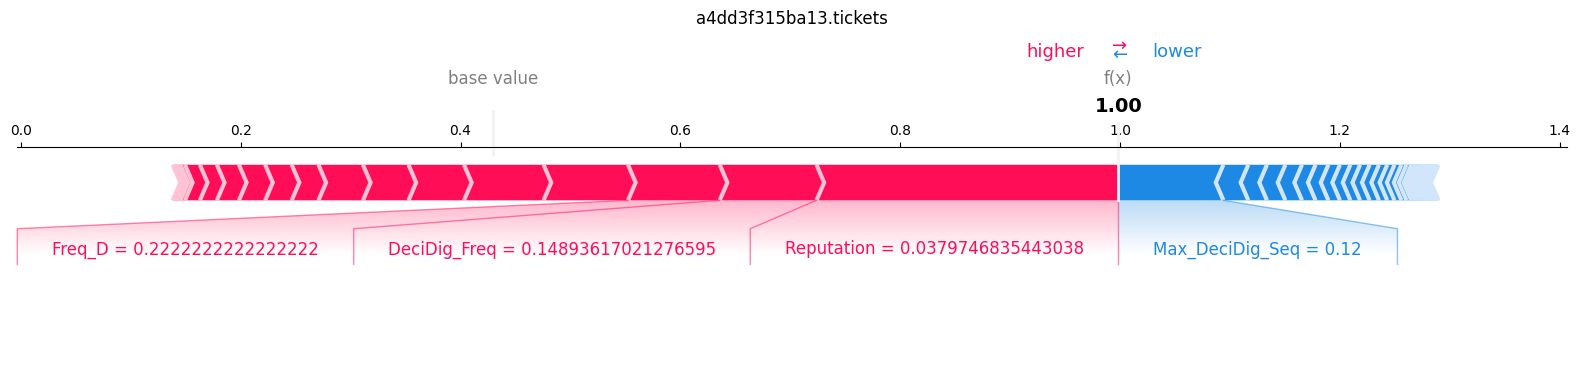 a4dd3f315ba13.tickets
higher → lower
←
base value f(x)
1.00
0.0 0.2 0.4 0.6 0.8 1.0 1.2 1.4
Freq_D = 0.2222222222222222 DeciDig_Freq = 0.14893617021276595 Reputation = 0.0379746835443038 Max_DeciDig_Seq = 0.12